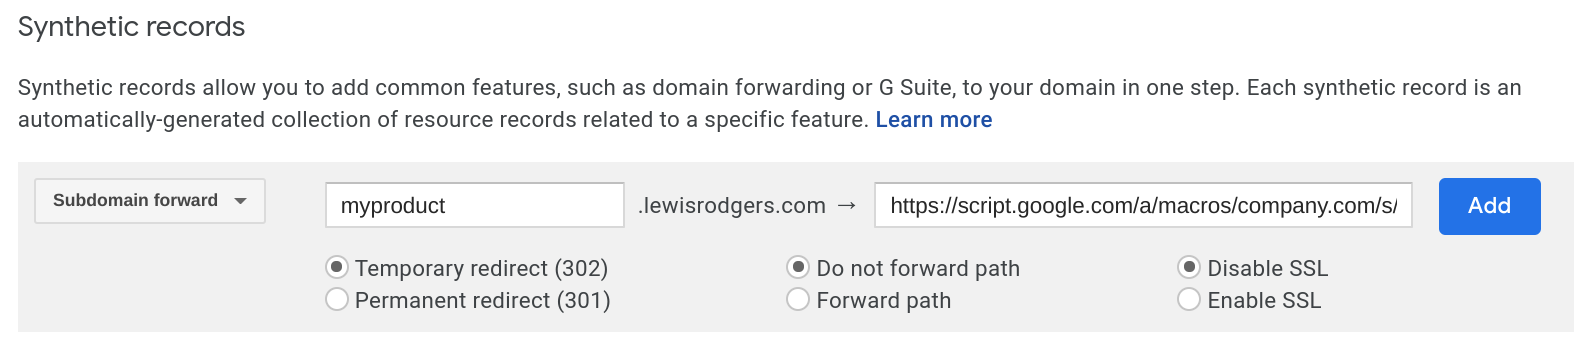 Synthetic records
Synthetic records allow you to add common features, such as domain forwarding or G Suite, to your domain in one step. Each synthetic record is an
automatically-generated collection of resource records related to a specific feature. Learn more
Subdomain forward myproduct .lewisrodgers.com → https://script.google.com/a/macros/company.com/s/ Add
Temporary redirect (302) Do not forward path Disable SSL
Permanent redirect (301) Forward path Enable SSL